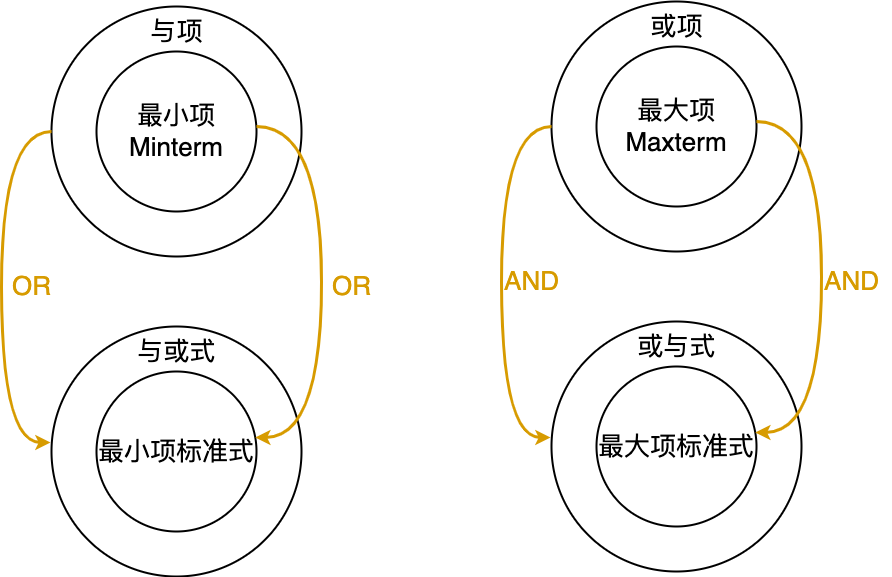 与项
最小项
Minterm
OR
OR
与或式
最小项标准式
或项
最大项
Maxterm
AND
AND
或与式
最大项标准式